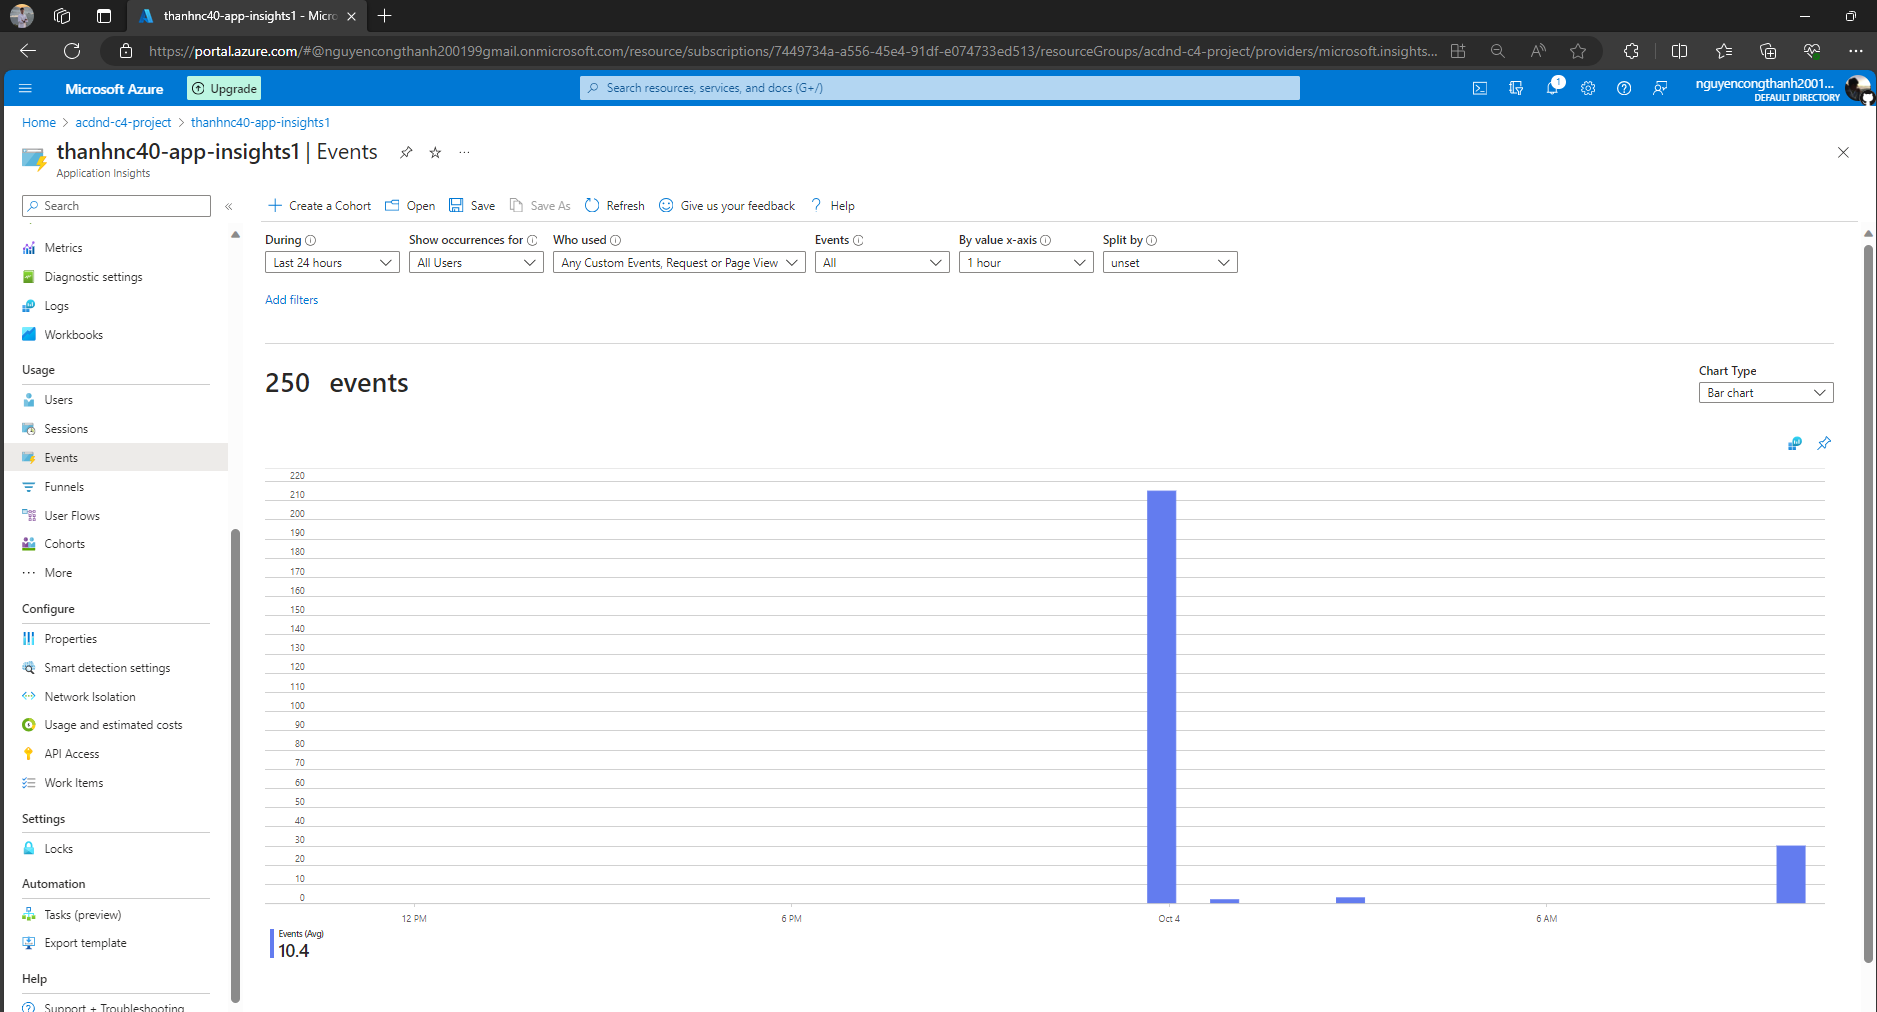 thanhnc40-app-insights1 - Micro
https://portal.azure.com/#@nguyencongthanh200199gmail.onmicrosoft.com/resource/subscriptions/7449734a-a556-45e4-91df-e074733ed513/resourceGroups/acdnd-c4-project/providers/microsoft.insights...
Microsoft Azure
Upgrade
Search resources, services, and docs (G+/)
1
nguyencongthanh2001...
DEFAULT DIRECTORY
Home > acdnd-c4-project > thanhnc40-app-insights1
thanhnc40-app-insights1 | Events
Application Insights
Search
Metrics
Diagnostic settings
Logs
Workbooks
Usage
Users
Sessions
Events
Funnels
User Flows
Cohorts
More
Configure
Properties
Smart detection settings
Network Isolation
Usage and estimated costs
API Access
Work Items
Settings
Locks
Automation
Tasks (preview)
Export template
Help
Support + Troubleshooting
Create a Cohort Open Save Save As Refresh Give us your feedback ? Help
During Show occurrences for Who used Events By value x-axis Split by
Last 24 hours All Users Any Custom Events, Request or Page View All 1 hour unset
Add filters
250 events
Chart Type
Bar chart
220
210
200
190
180
170
160
150
140
130
120
110
100
90
80
70
60
50
40
30
20
10
0
12 PM 6 PM Oct 4 6 AM
Events (Avg)
10.4